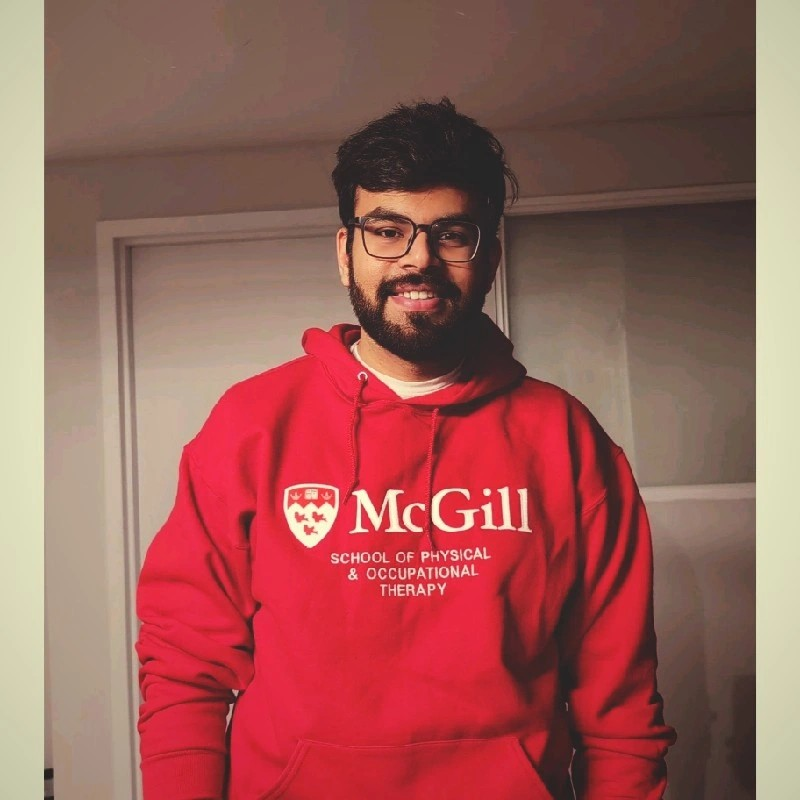 McGill
SCHOOL OF PHYSICAL
& OCCUPATIONAL
THERAPY